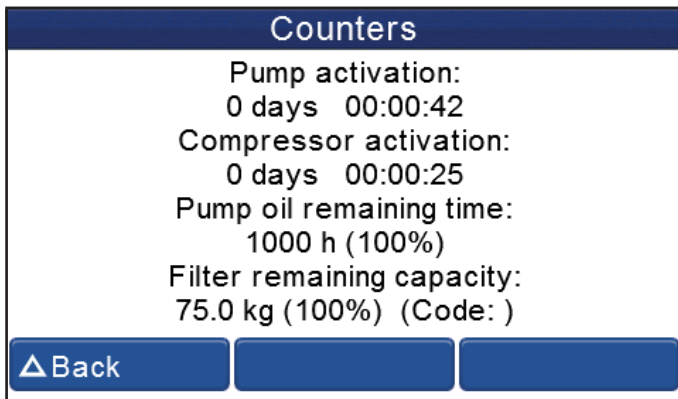 Counters
Pump activation:
0 days 00:00:42
Compressor activation:
0 days 00:00:25
Pump oil remaining time:
1000 h (100%)
Filter remaining capacity:
75.0 kg (100%) (Code: )
△Back